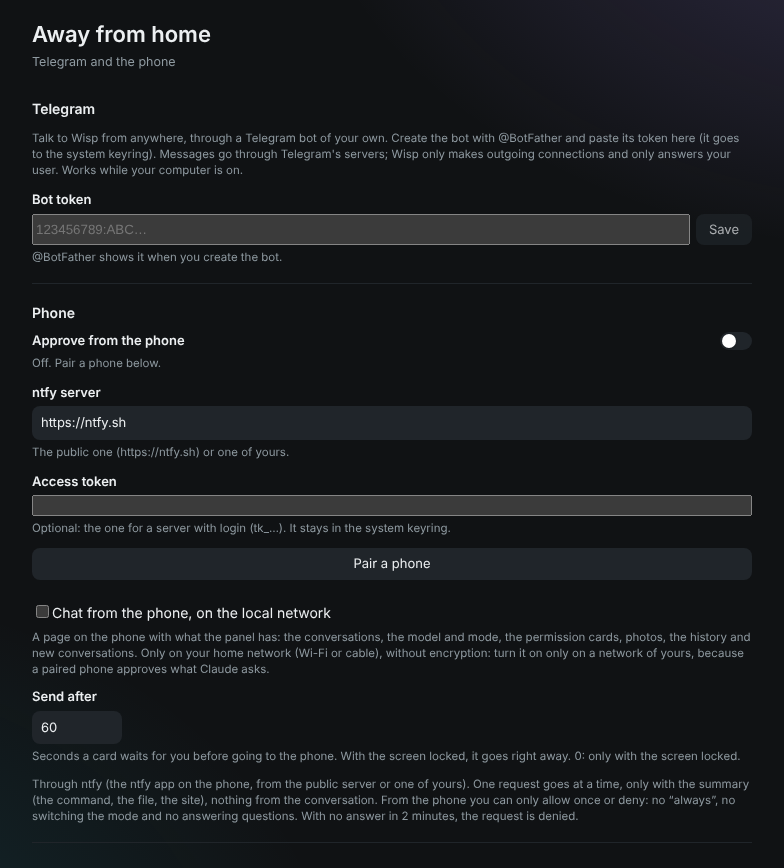 Away from home
Telegram and the phone
Telegram
Talk to Wisp from anywhere, through a Telegram bot of your own. Create the bot with @BotFather and paste its token here (it goes
to the system keyring). Messages go through Telegram's servers; Wisp only makes outgoing connections and only answers your
user. Works while your computer is on.
Bot token
123456789:ABC…
Save
@BotFather shows it when you create the bot.
Phone
Approve from the phone
Off. Pair a phone below.
ntfy server
https://ntfy.sh
The public one (https://ntfy.sh) or one of yours.
Access token
Optional: the one for a server with login (tk_…). It stays in the system keyring.
Pair a phone
Chat from the phone, on the local network
A page on the phone with what the panel has: the conversations, the model and mode, the permission cards, photos, the history and
new conversations. Only on your home network (Wi-Fi or cable), without encryption: turn it on only on a network of yours, because
a paired phone approves what Claude asks.
Send after
60
Seconds a card waits for you before going to the phone. With the screen locked, it goes right away. 0: only with the screen locked.
Through ntfy (the ntfy app on the phone, from the public server or one of yours). One request goes at a time, only with the summary
(the command, the file, the site), nothing from the conversation. From the phone you can only allow once or deny: no “always”, no
switching the mode and no answering questions. With no answer in 2 minutes, the request is denied.